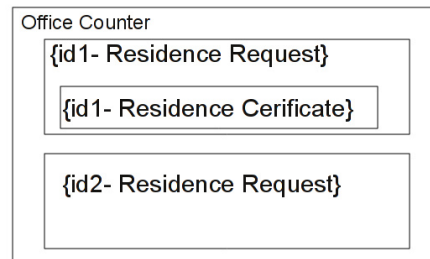 Office Counter
{id1- Residence Request}
{id1- Residence Cerificate}
{id2- Residence Request}